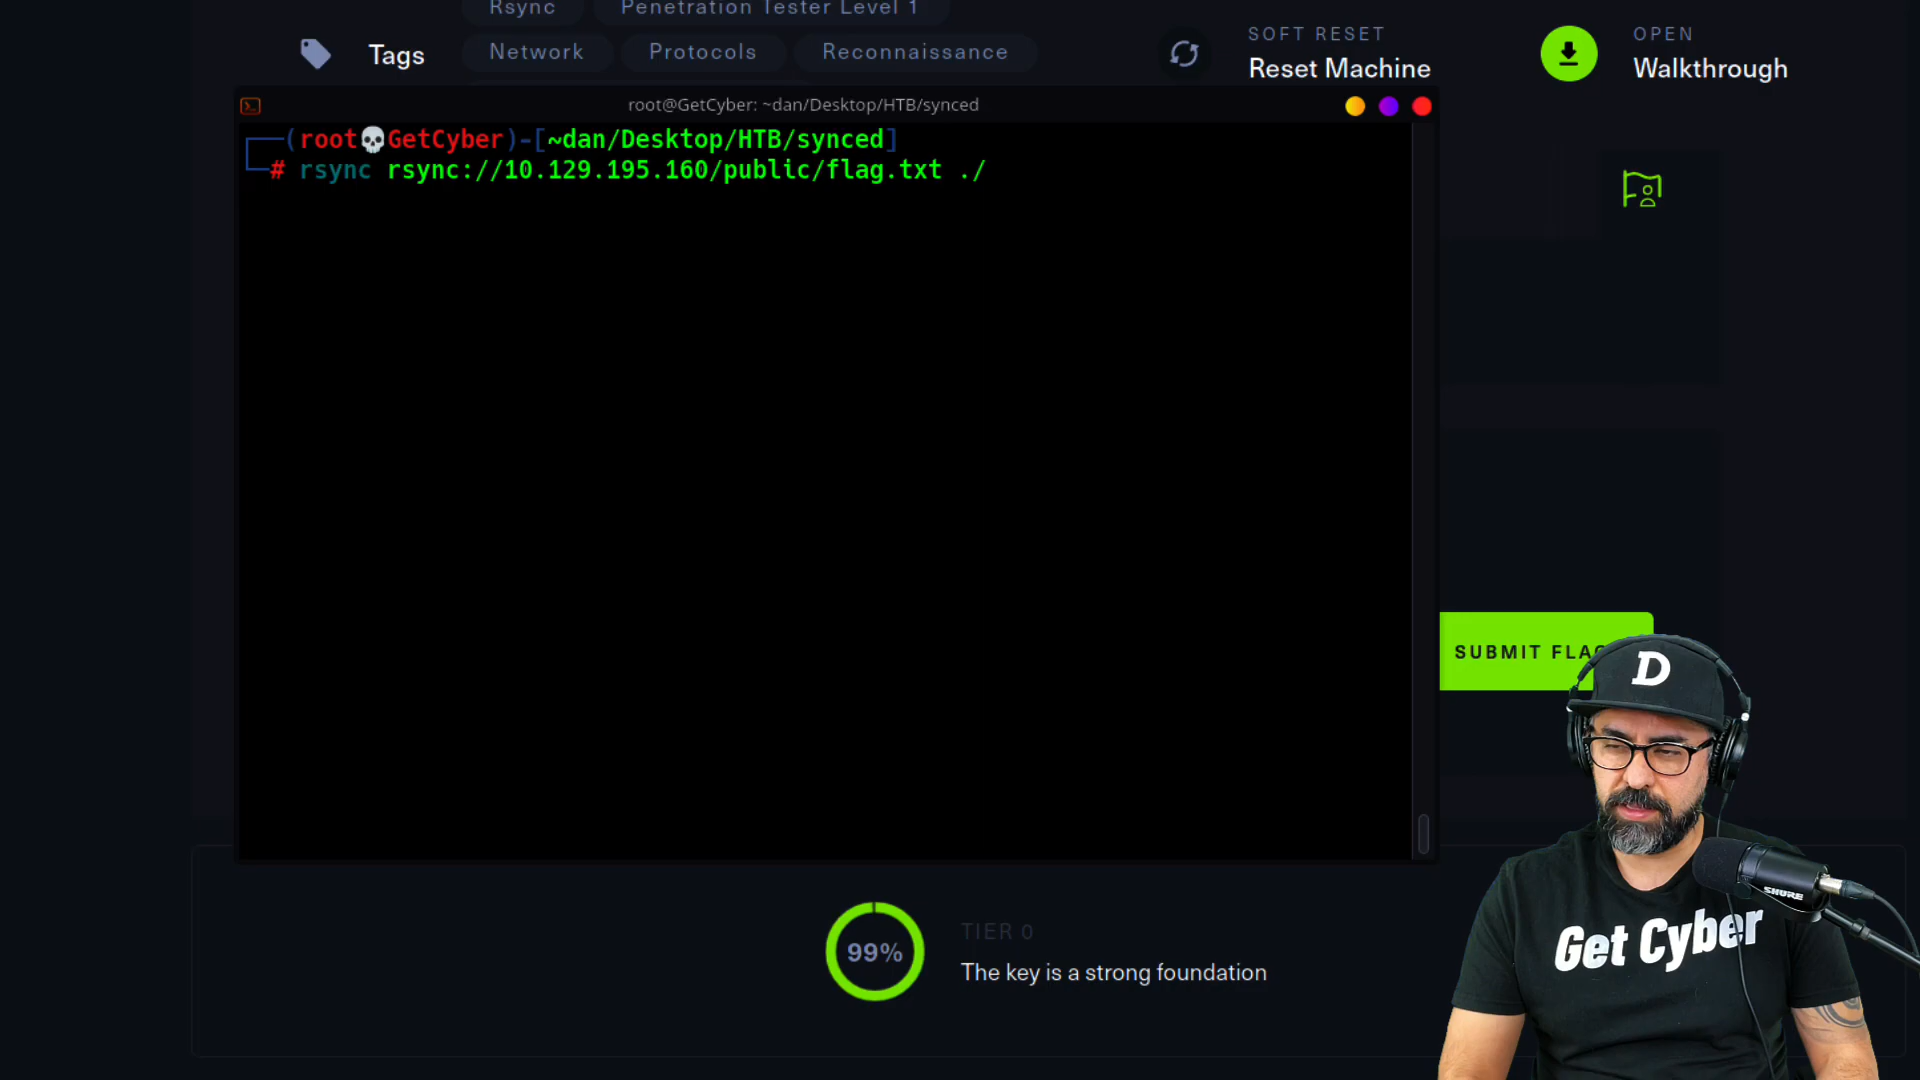 Rsync
Penetration Tester Level 1
Tags
Network
Protocols
Reconnaissance
SOFT RESET
Reset Machine
OPEN
Walkthrough
root@GetCyber: ~dan/Desktop/HTB/synced
(root💀GetCyber)-[~dan/Desktop/HTB/synced]
# rsync rsync://10.129.195.160/public/flag.txt ./
SUBMIT FLAG
D
SHURE
Get Cyber
99%
TIER 0
The key is a strong foundation